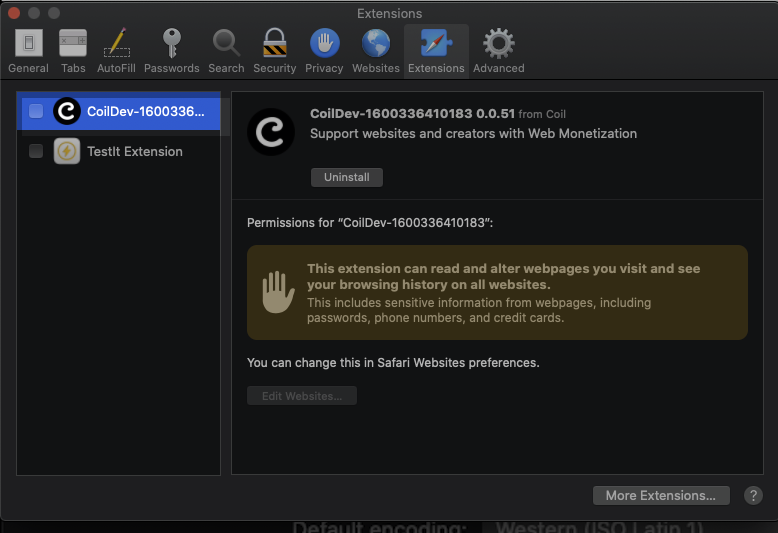 Extensions
General Tabs AutoFill Passwords Search Security Privacy Websites Extensions Advanced
CoilDev-1600336...
TestIt Extension
CoilDev-1600336410183 0.0.51 from Coil
Support websites and creators with Web Monetization
Uninstall
Permissions for “CoilDev-1600336410183”:
This extension can read and alter webpages you visit and see
your browsing history on all websites.
This includes sensitive information from webpages, including
passwords, phone numbers, and credit cards.
You can change this in Safari Websites preferences.
Edit Websites...
More Extensions... ?
Default encoding: Western (ISO Latin 1)